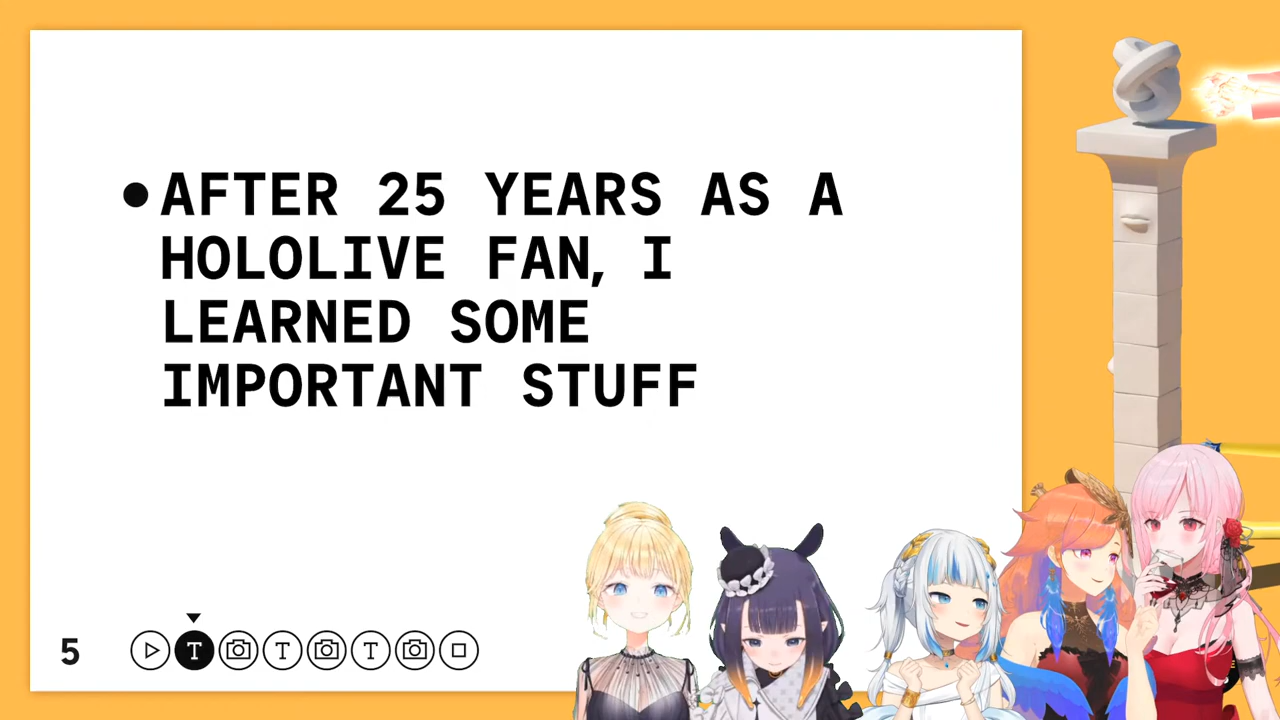 •AFTER 25 YEARS AS A
HOLOLIVE FAN, I
LEARNED SOME
IMPORTANT STUFF
5
T T T